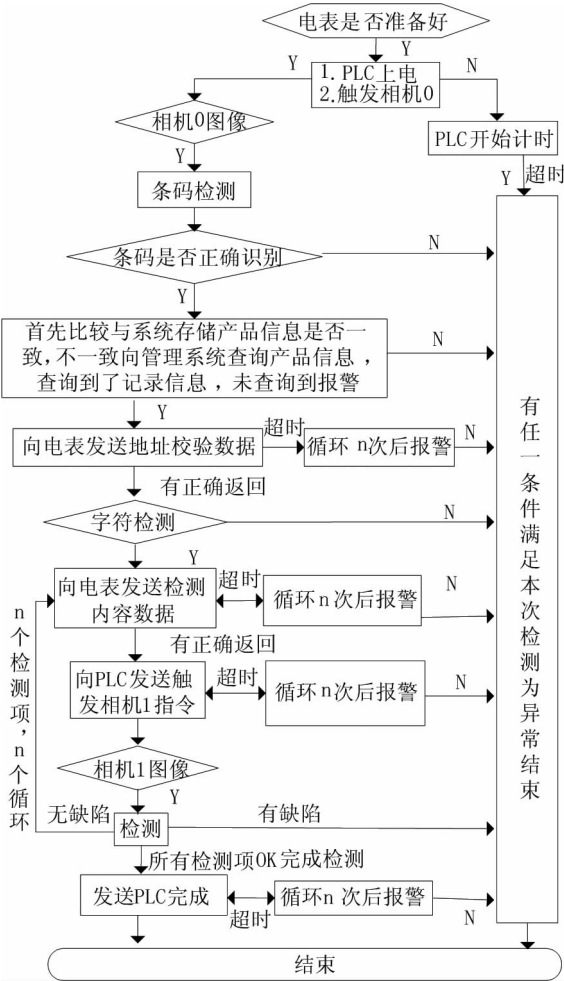 电表是否准备好
Y
Y
N
1. PLC上电
2.触发相机0
相机0图像
PLC开始计时
Y
Y
超时
条码检测
条码是否正确识别
N
Y
首先比较与系统存储产品信息是否一
致,不一致向管理系统查询产品信息，
查询到了记录信息，未查询到报警
N
Y
向电表发送地址校验数据
超时
循环 n次后报警
N
有正确返回
字符检测
N
Y
向电表发送检测
内容数据
超时
循环n次后报警
N
有正确返回
向PLC发送触
发相机1指令
超时
循环n次后报警
N
相机1图像
Y
无缺陷
检测
有缺陷
n个检测项，n个循环
所有检测项OK完成检测
发送PLC完成
超时
循环n 次后报警
N
有任一条件满足本次检测为异常结束
结束